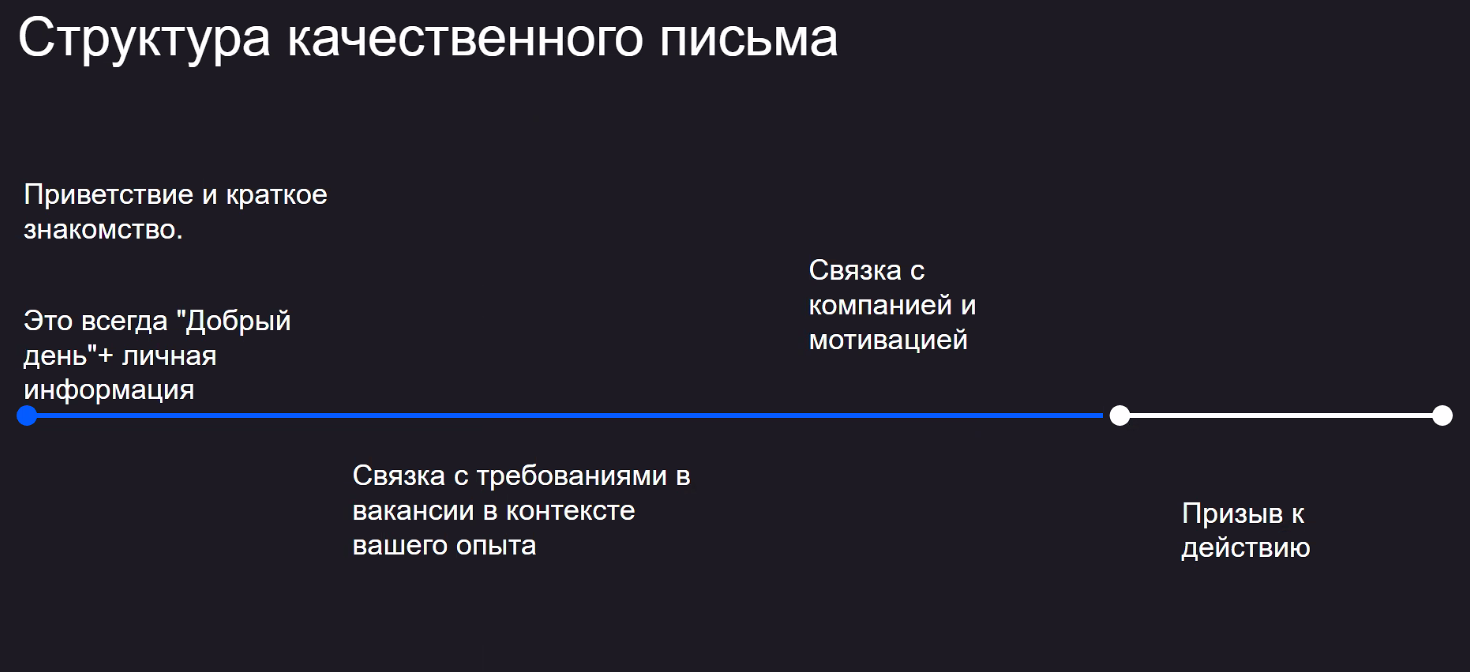 Структура качественного письма
Приветствие и краткое
знакомство.
Это всегда "Добрый
день"+ личная
информация
Связка с требованиями в
вакансии в контексте
вашего опыта
Связка с
компанией и
мотивацией
Призыв к
действию